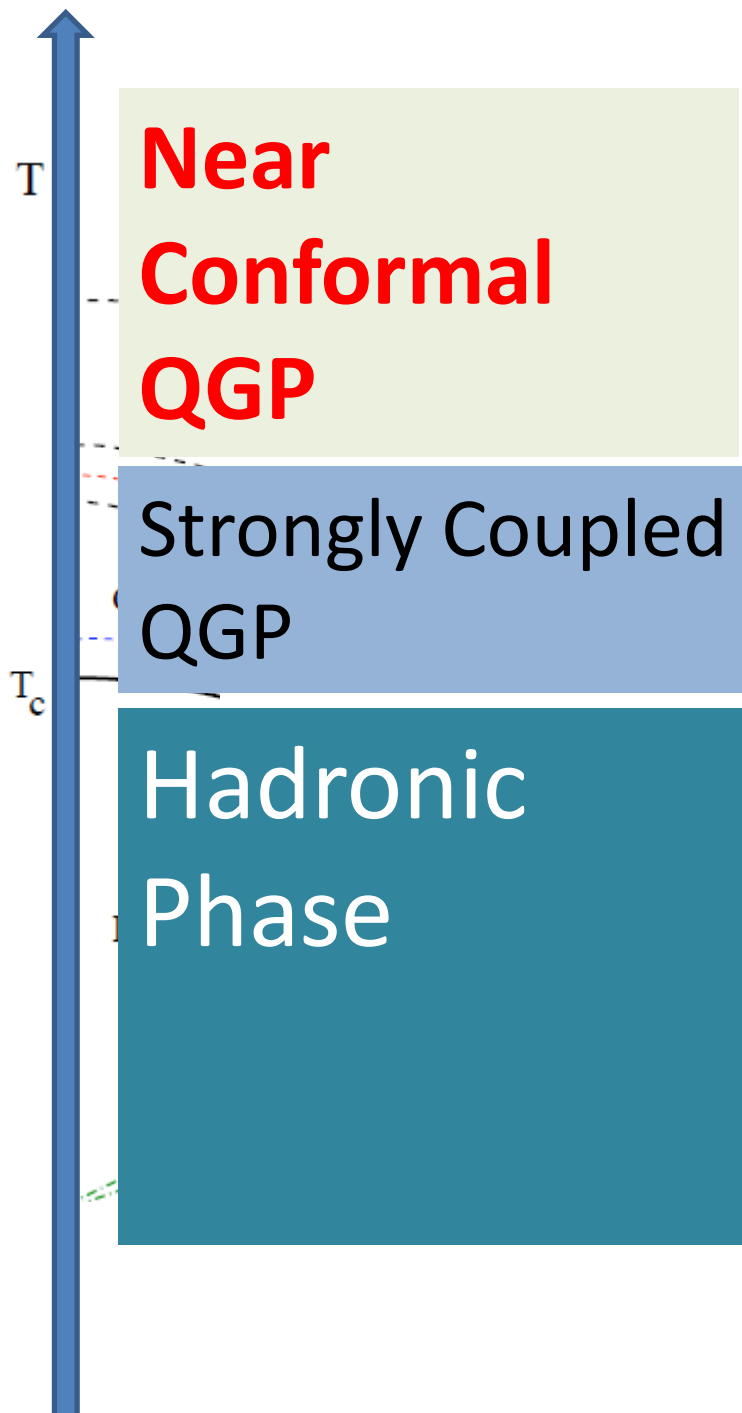 T
Near
Conformal
QGP
Strongly Coupled
QGP
T_c
Hadronic
Phase